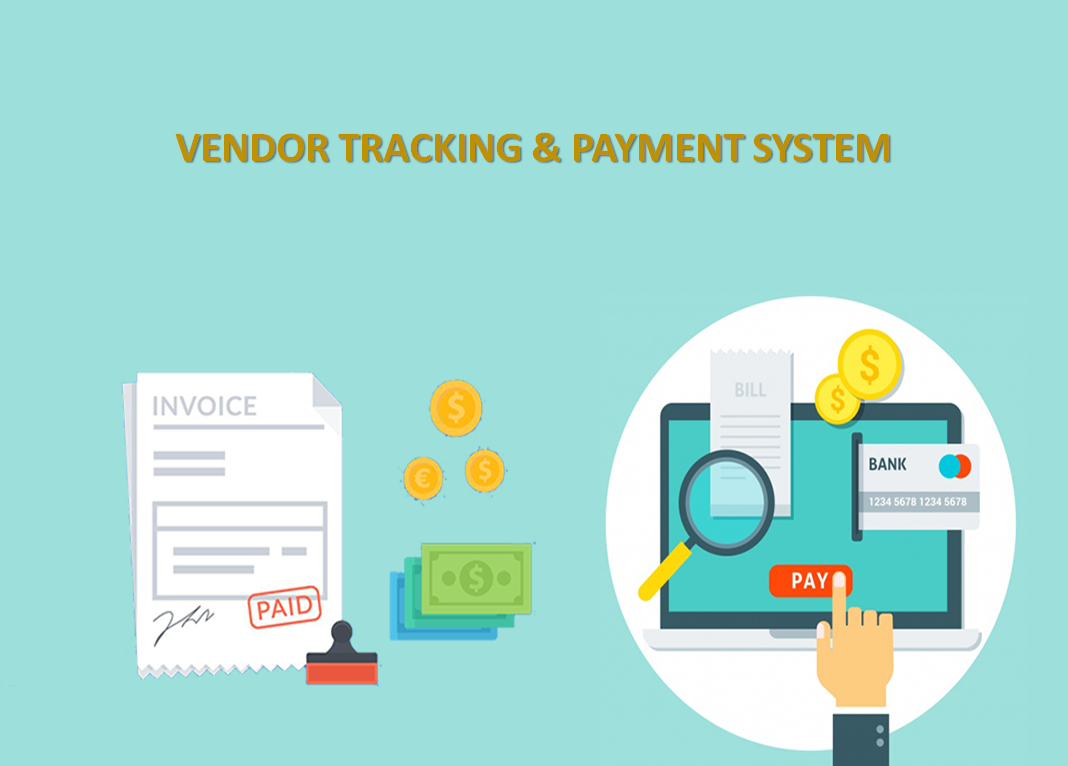 VENDOR TRACKING & PAYMENT SYSTEM
INVOICE
PAID
$
$
€
$
$
$
BILL
BANK
1234 5678 1234 5678
PAY